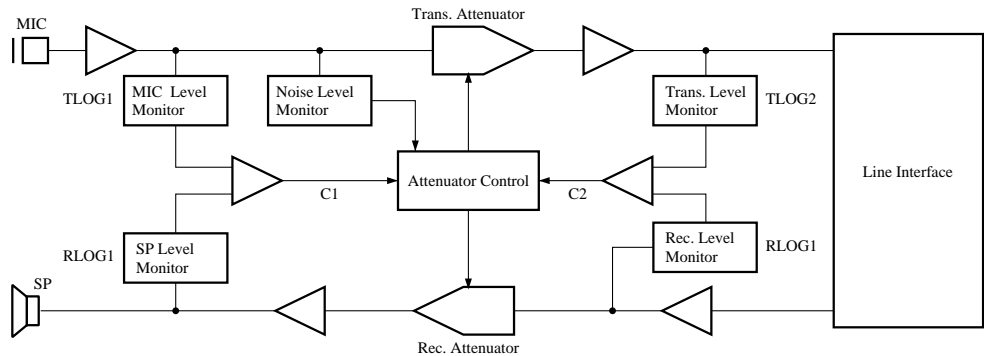 MIC
Trans. Attenuator
TLOG1
MIC Level
Monitor
Noise Level
Monitor
Trans. Level
Monitor
TLOG2
C1
Attenuator Control
C2
Line Interface
RLOG1
SP Level
Monitor
Rec. Level
Monitor
RLOG1
SP
Rec. Attenuator